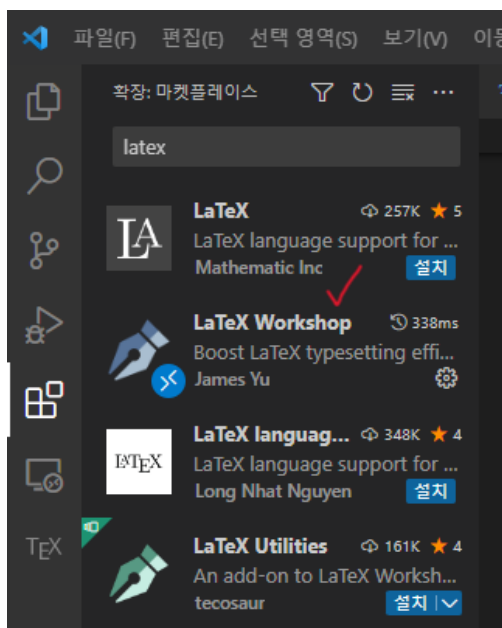 파일(F) 편집(E) 선택 영역(S) 보기(V)
확장: 마켓플레이스 ...
latex
LaTeX 257K ★ 5
LaTeX language support for ...
Mathematic Inc 설치
LaTeX Workshop 338ms
Boost LaTeX typesetting effi...
James Yu
LaTeX languag... 348K ★ 4
LaTeX language support for ...
Long Nhat Nguyen 설치
LaTeX Utilities 161K ★ 4
An add-on to LaTeX Worksh...
tecosaur 설치
LA
LATEX
TEX